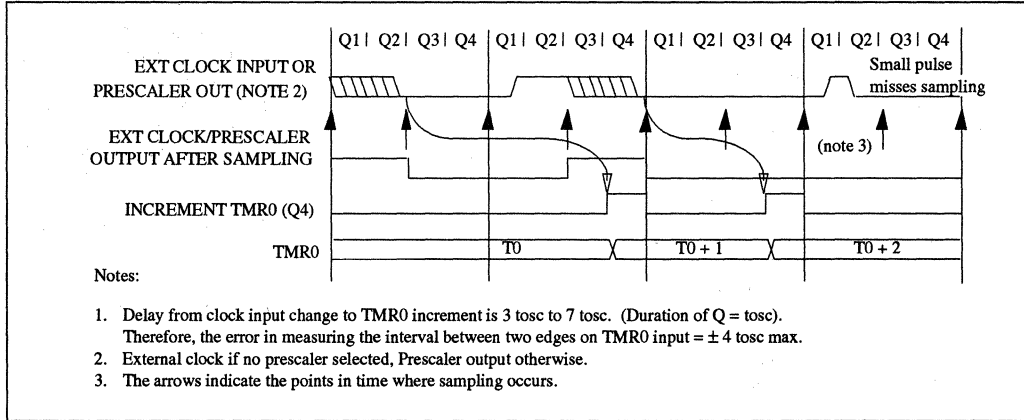 Q1| Q2| Q3| Q4 Q1| Q2| Q3| Q4 Q1| Q2| Q3| Q4 Q1| Q2| Q3| Q4
EXT CLOCK INPUT OR
PRESCALER OUT (NOTE 2)
Small pulse
misses sampling
EXT CLOCK/PRESCALER
OUTPUT AFTER SAMPLING
(note 3)
INCREMENT TMR0 (Q4)
TMR0 T0 T0 + 1 T0 + 2
Notes:
1. Delay from clock input change to TMR0 increment is 3 tosc to 7 tosc. (Duration of Q = tosc).
Therefore, the error in measuring the interval between two edges on TMR0 input = ± 4 tosc max.
2. External clock if no prescaler selected, Prescaler output otherwise.
3. The arrows indicate the points in time where sampling occurs.